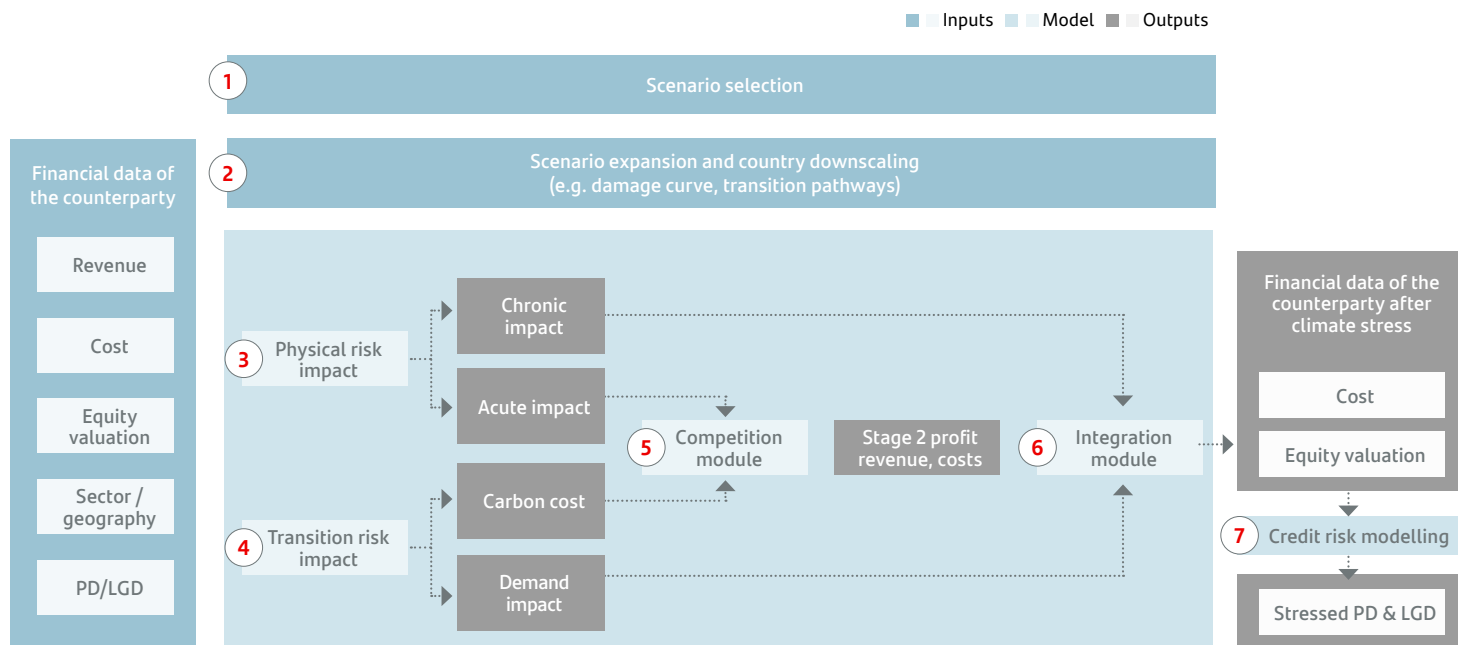 Inputs
Model
Outputs
1
Scenario selection
2
Scenario expansion and country downscaling
(e.g. damage curve, transition pathways)
Financial data of
the counterparty
Revenue
Cost
Equity
valuation
Sector /
geography
PD/LGD
3
Physical risk
impact
4
Transition risk
impact
Chronic
impact
Acute impact
Carbon cost
Demand
impact
5
Competition
module
Stage 2 profit
revenue, costs
6
Integration
module
Financial data of the
counterparty after
climate stress
Cost
Equity valuation
7
Credit risk modelling
Stressed PD & LGD